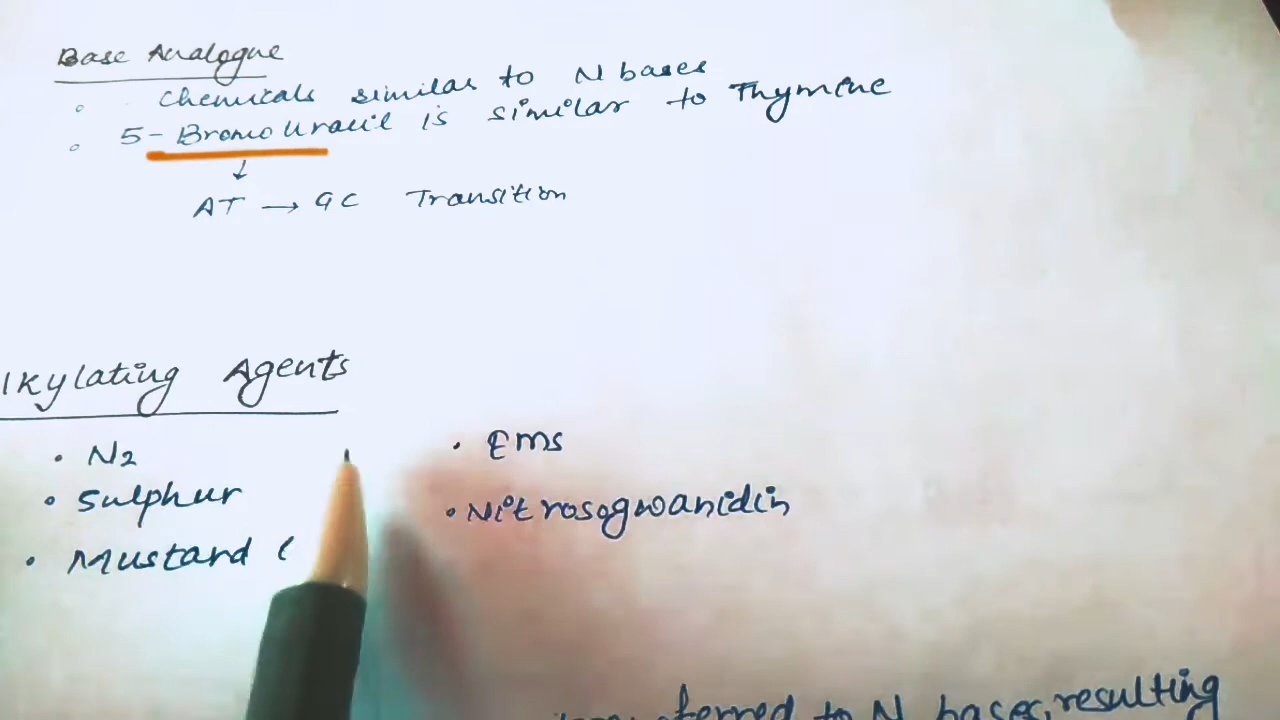 Base Analogue
• Chemicals similar to N bases
• 5-Bromouracil is similar to Thymine
↓
AT → GC Transition
lkylating Agents
• N2
• Sulphur
• Mustard (
• EMS
• Nitrosogwanidin
ferred to N bases, resulting